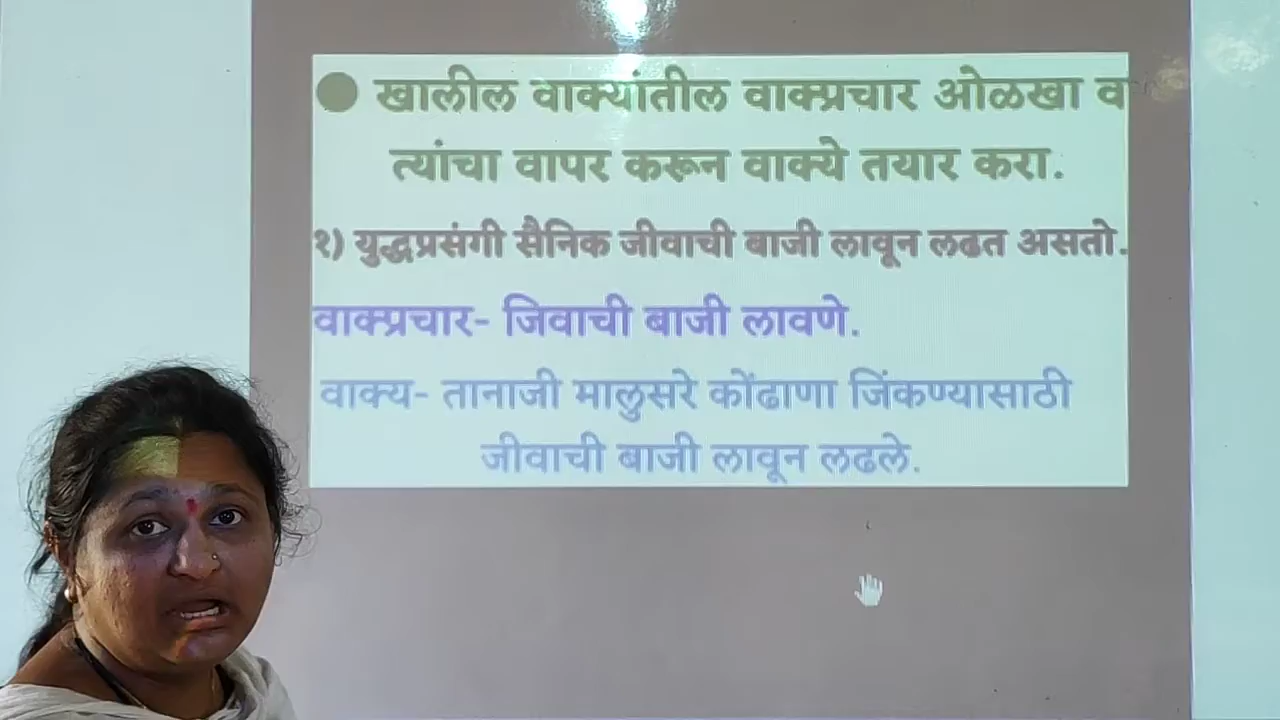 ● खालील वाक्यांतील वाक्प्रचार ओळखा व
त्यांचा वापर करून वाक्ये तयार करा.
१) युद्धप्रसंगी सैनिक जीवाची बाजी लावून लढत असतो.
वाक्प्रचार- जिवाची बाजी लावणे.
वाक्य- तानाजी मालुसरे कोंढाणा जिंकण्यासाठी
जीवाची बाजी लावून लढले.